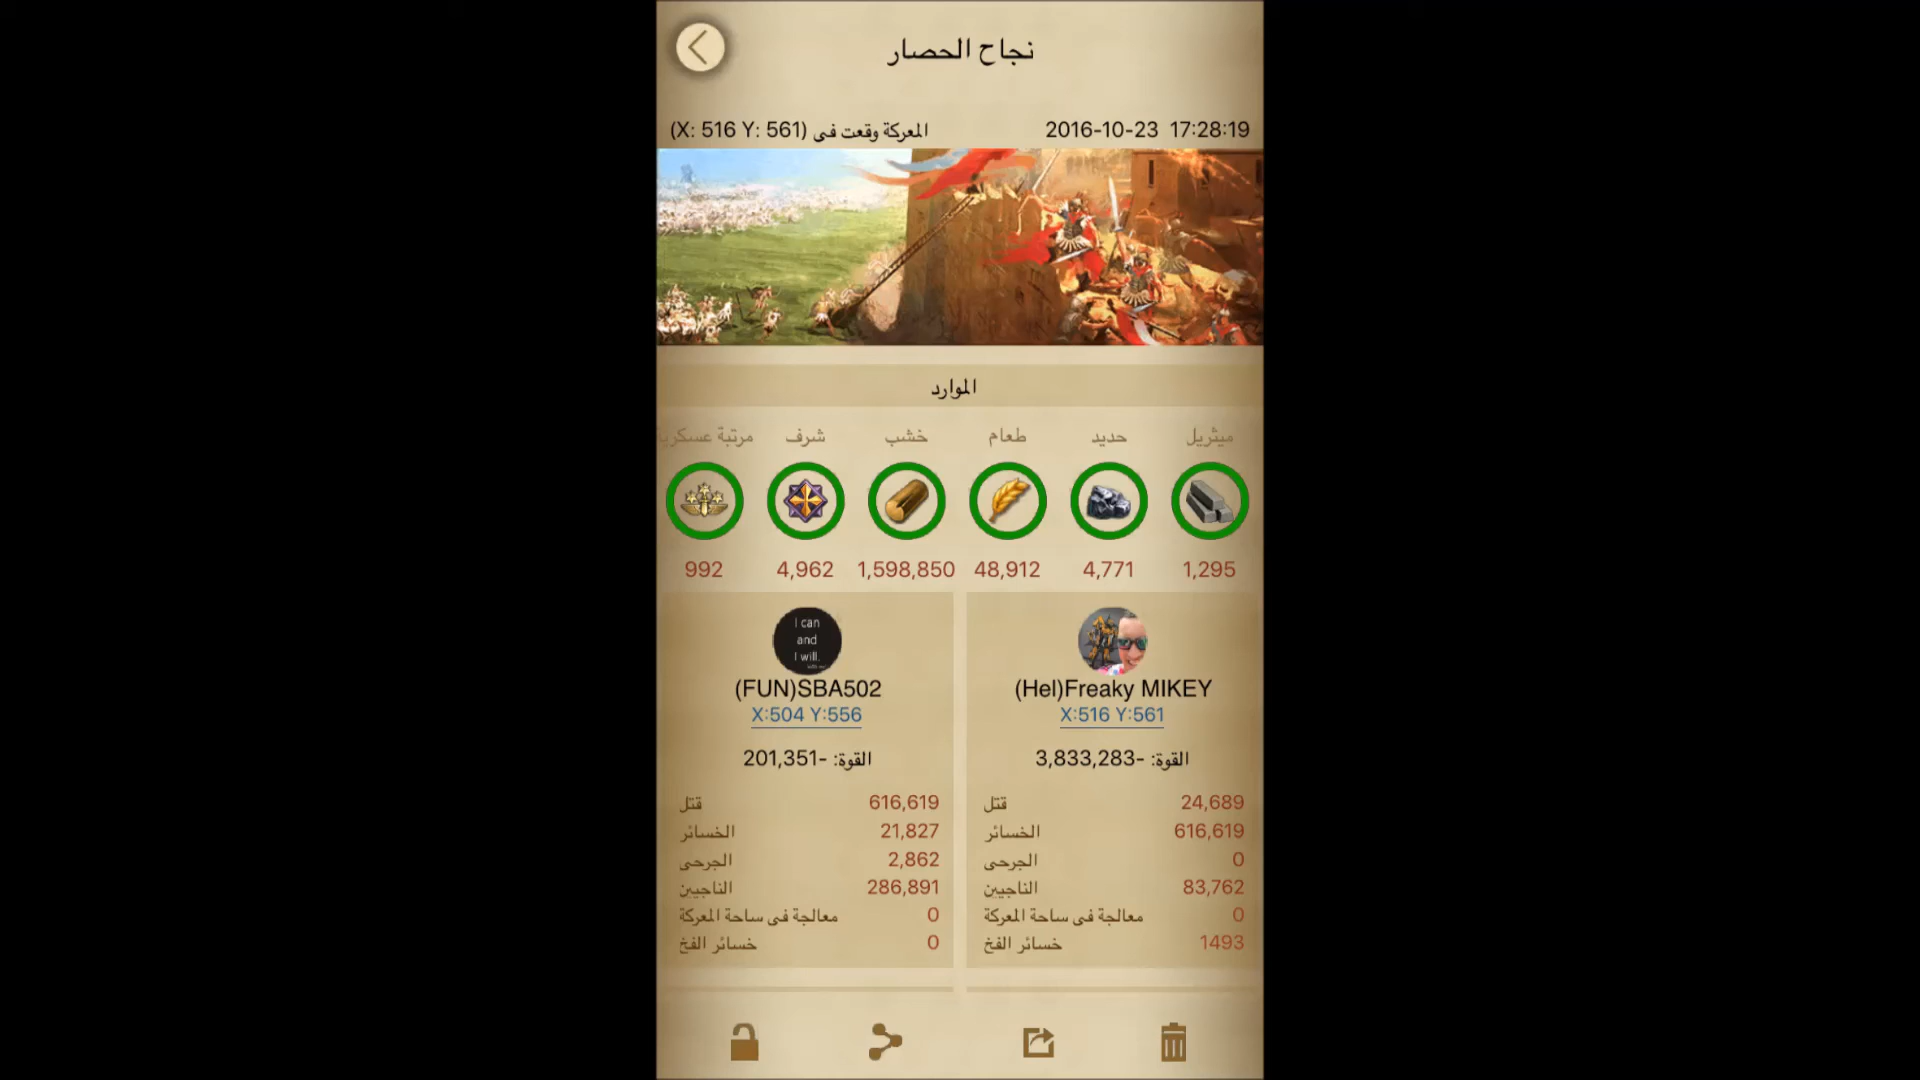 نجاح الحصار
المعركة وقعت فى (X: 516 Y: 561)
2016-10-23 17:28:19
الموارد
مرتبة عسكرية شرف خشب طعام حديد ميثريل
992 4,962 1,598,850 48,912 4,771 1,295
I can
and
I will.
(FUN)SBA502
X:504 Y:556
القوة: -201,351
قتل 616,619
الخسائر 21,827
الجرحى 2,862
الناجيين 286,891
معالجة فى ساحة المعركة 0
خسائر الفخ 0
(Hel)Freaky MIKEY
X:516 Y:561
القوة: -3,833,283
قتل 24,689
الخسائر 616,619
الجرحى 0
الناجيين 83,762
معالجة فى ساحة المعركة 0
خسائر الفخ 1493